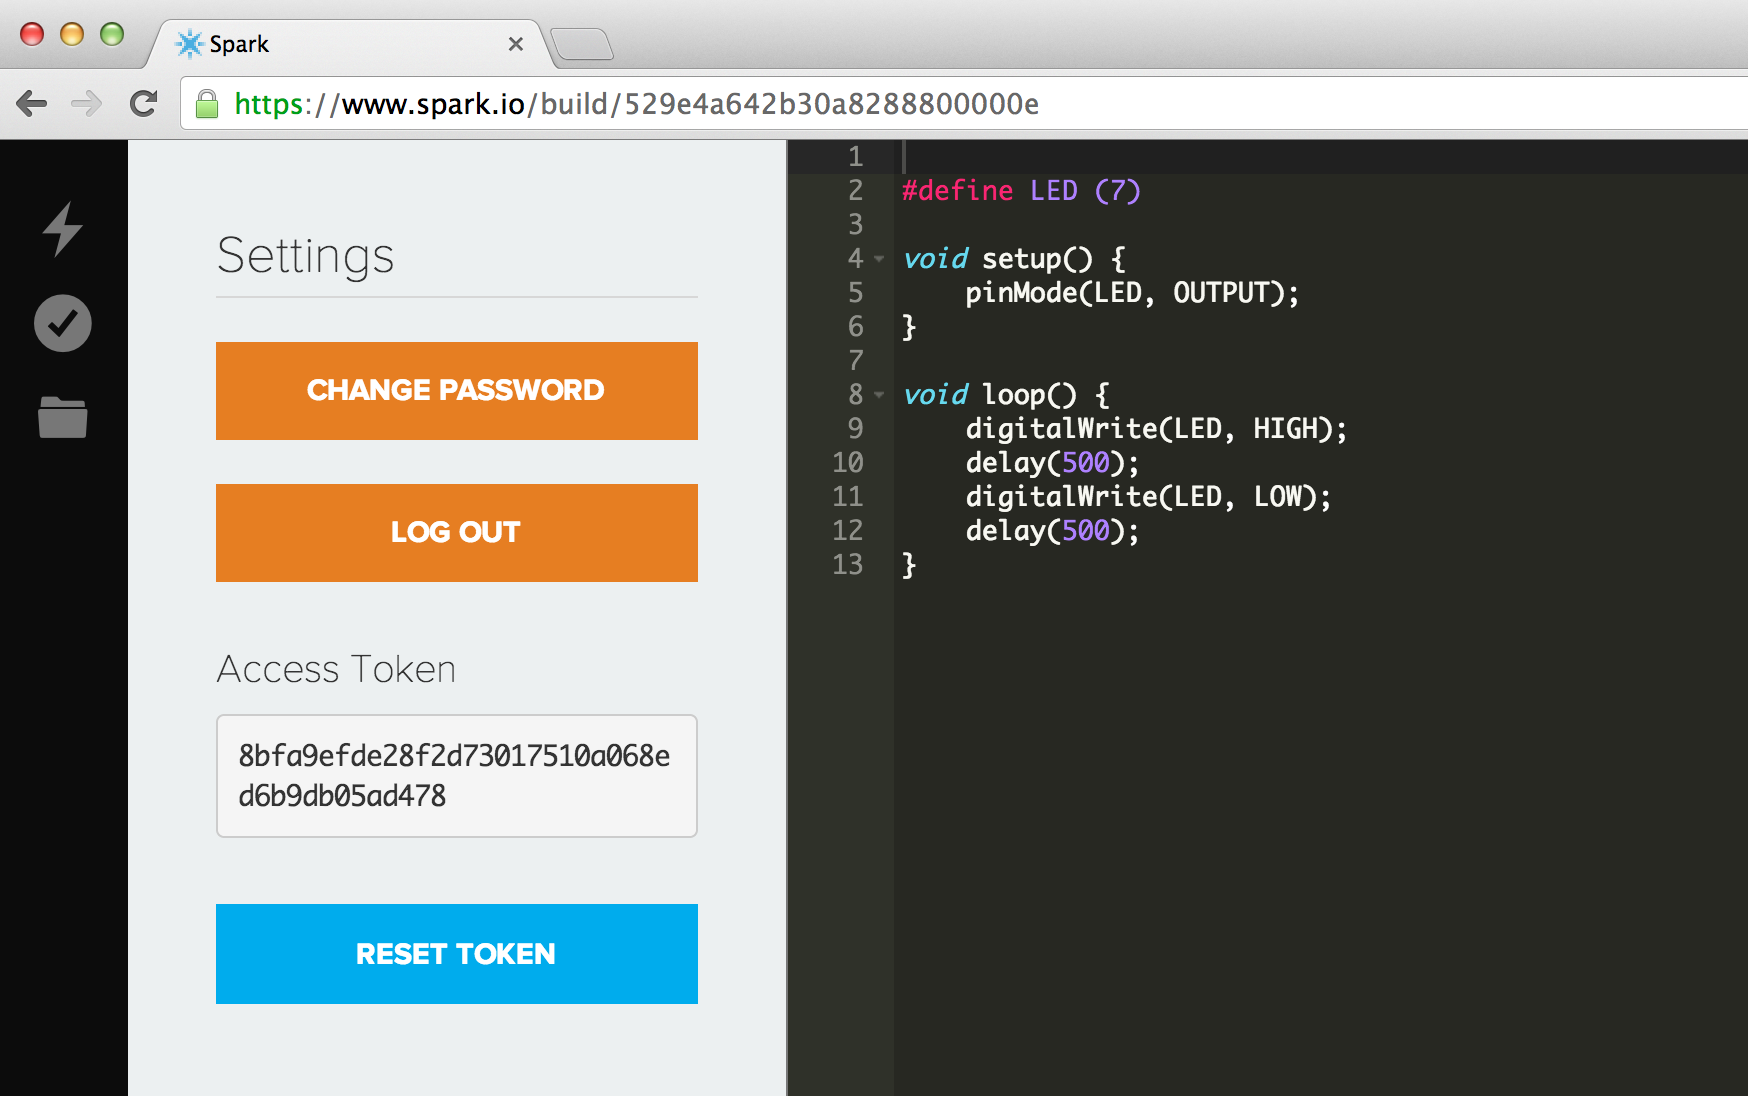 Spark
https://www.spark.io/build/529e4a642b30a8288800000e
Settings
CHANGE PASSWORD
LOG OUT
Access Token
8bfa9efde28f2d73017510a068e
d6b9db05ad478
RESET TOKEN
1
2 #define LED (7)
3
4 void setup() {
5     pinMode(LED, OUTPUT);
6 }
7
8 void loop() {
9     digitalWrite(LED, HIGH);
10     delay(500);
11     digitalWrite(LED, LOW);
12     delay(500);
13 }